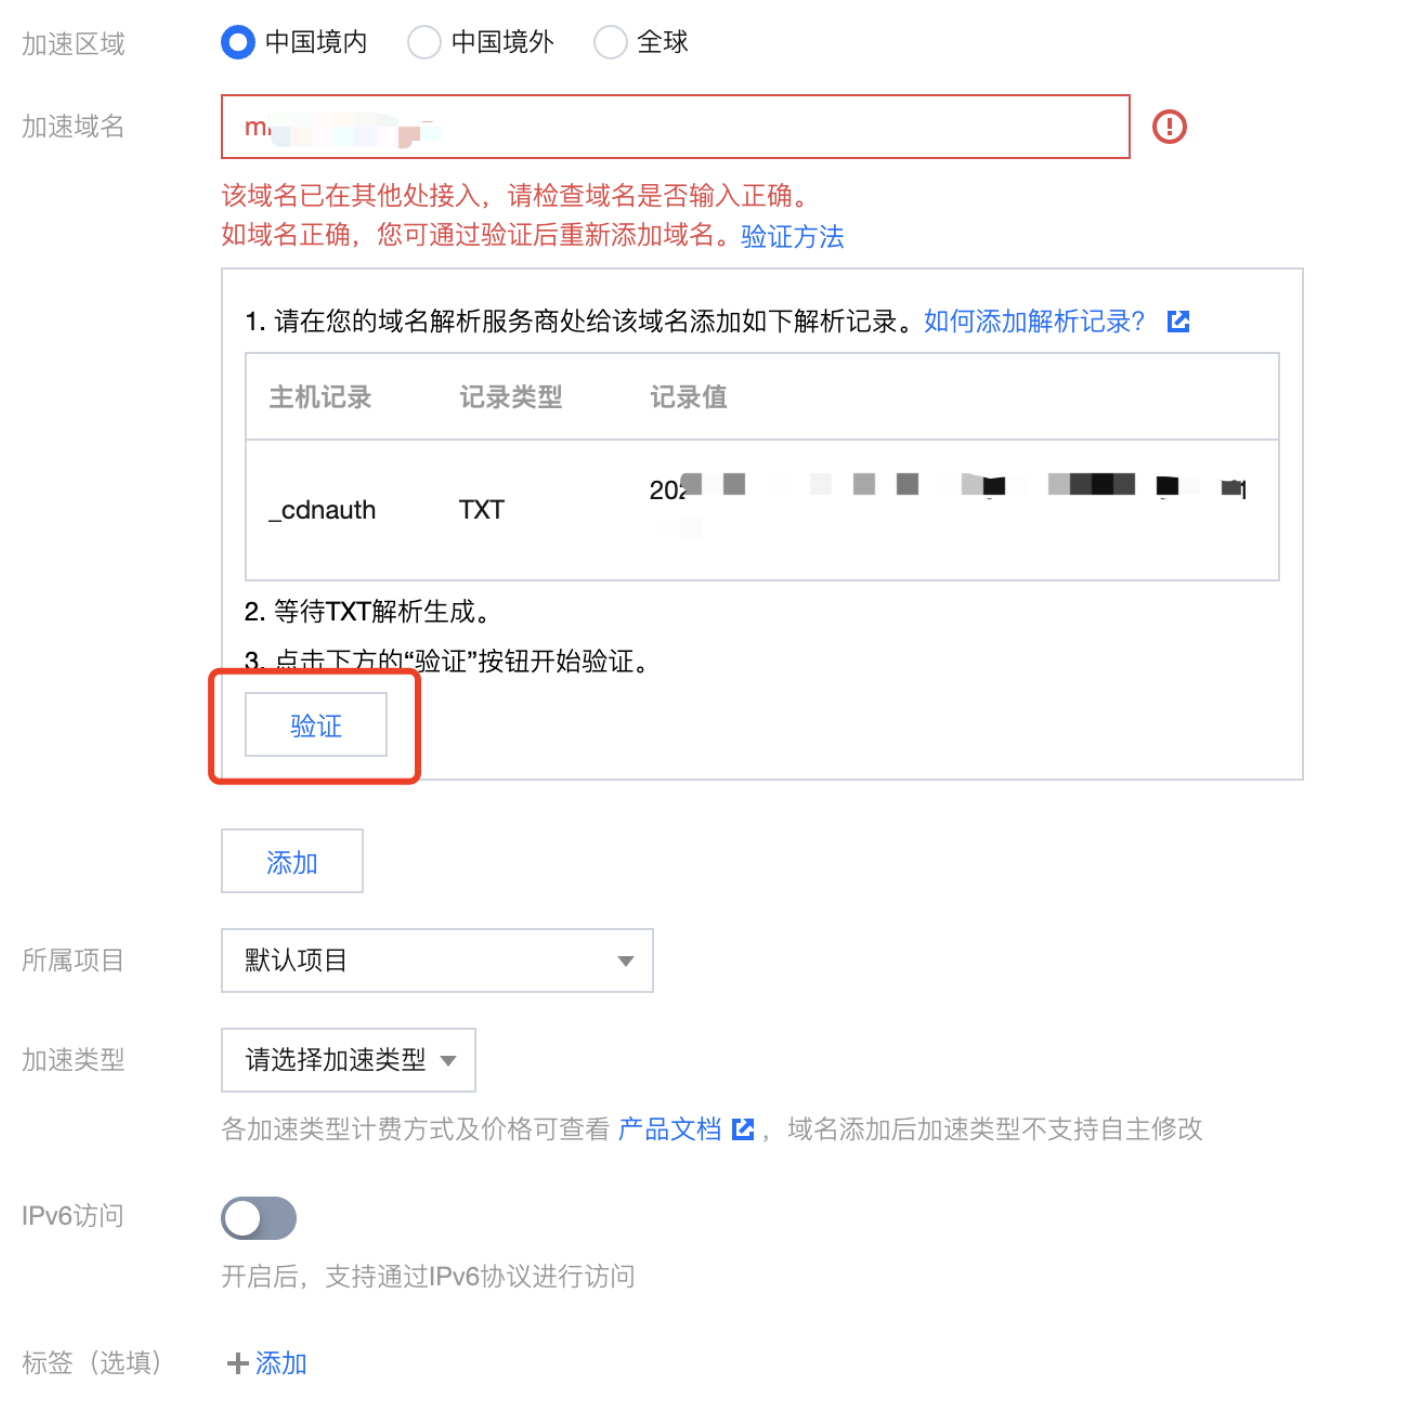 加速区域 中国境内 中国境外 全球
加速域名
该域名已在其他处接入，请检查域名是否输入正确。
如域名正确，您可通过验证后重新添加域名。验证方法
1. 请在您的域名解析服务商处给该域名添加如下解析记录。如何添加解析记录？
主机记录 记录类型 记录值
_cdnauth TXT
2. 等待TXT解析生成。
3. 点击下方的“验证”按钮开始验证。
验证
添加
所属项目 默认项目
加速类型 请选择加速类型
各加速类型计费方式及价格可查看 产品文档 ，域名添加后加速类型不支持自主修改
IPv6访问
开启后，支持通过IPv6协议进行访问
标签（选填） 添加